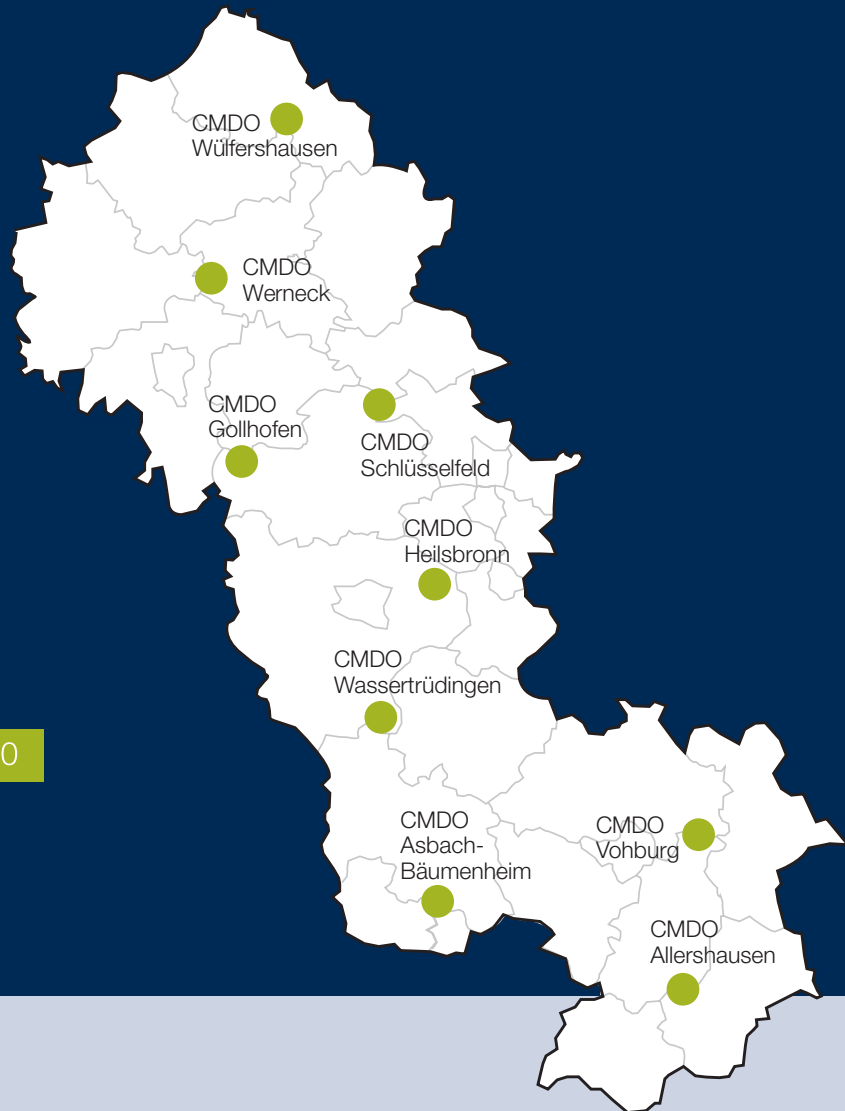 CMDO
Wülfershausen
CMDO
Werneck
CMDO
Gollhofen
CMDO
Schlüsselfeld
CMDO
Heilsbronn
CMDO
Wassertrüdingen
0
CMDO
Asbach-
Bäumenheim
CMDO
Vohburg
CMDO
Allershausen